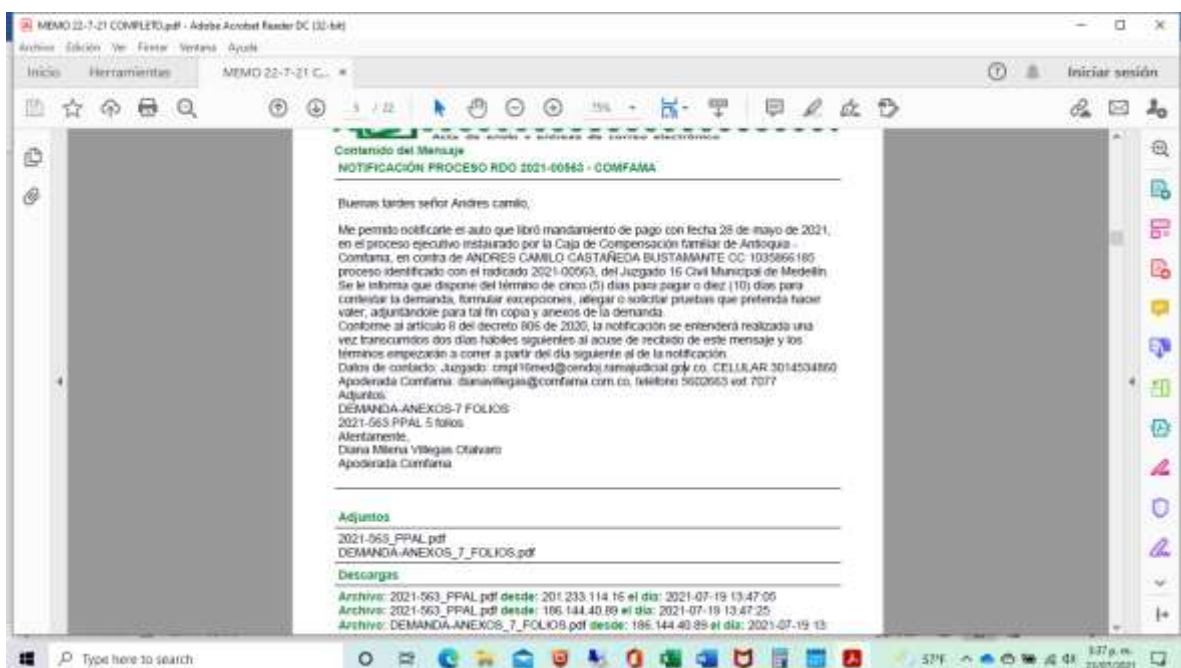 MEMO 22-7-21 COMPLETO.pdf - Adobe Acrobat Reader DC (32-bit)
Archivo Edición Ver Firmar Ventana Ayuda
Inicio Herramientas MEMO 22-7-21 C... × Iniciar sesión
5 / 22 75%
Acta de envío y entrega de correo electrónico
Contenido del Mensaje
NOTIFICACIÓN PROCESO RDO 2021-00563 - COMFAMA
Buenas tardes señor Andres camilo,
Me permito notificarle el auto que libró mandamiento de pago con fecha 28 de mayo de 2021,
en el proceso ejecutivo instaurado por la Caja de Compensación familiar de Antioquia -
Comfama, en contra de ANDRES CAMILO CASTAÑEDA BUSTAMANTE CC 1035866185
proceso identificado con el radicado 2021-00563, del Juzgado 16 Civil Municipal de Medellín.
Se le informa que dispone del término de cinco (5) días para pagar o diez (10) días para
contestar la demanda, formular excepciones, allegar o solicitar pruebas que pretenda hacer
valer, adjuntándole para tal fin copia y anexos de la demanda.
Conforme al artículo 8 del decreto 806 de 2020, la notificación se entenderá realizada una
vez transcurridos dos días hábiles siguientes al acuse de recibido de este mensaje y los
términos empezarán a correr a partir del día siguiente al de la notificación.
Datos de contacto: Juzgado: cmpl16med@cendoj.ramajudicial.gov.co, CELULAR 3014534860
Apoderada Comfama: dianavillegas@comfama.com.co, teléfono 5602663 ext 7077
Adjuntos:
DEMANDA-ANEXOS-7 FOLIOS
2021-563 PPAL 5 folios
Atentamente,
Diana Milena Villegas Otalvaro
Apoderada Comfama
Adjuntos
2021-563_PPAL.pdf
DEMANDA-ANEXOS_7_FOLIOS.pdf
Descargas
Archivo: 2021-563_PPAL.pdf desde: 201.233.114.16 el día: 2021-07-19 13:47:05
Archivo: 2021-563_PPAL.pdf desde: 186.144.40.89 el día: 2021-07-19 13:47:25
Archivo: DEMANDA-ANEXOS_7_FOLIOS.pdf desde: 186.144.40.89 el día: 2021-07-19 13:
Type here to search 57°F 3:37 p. m.